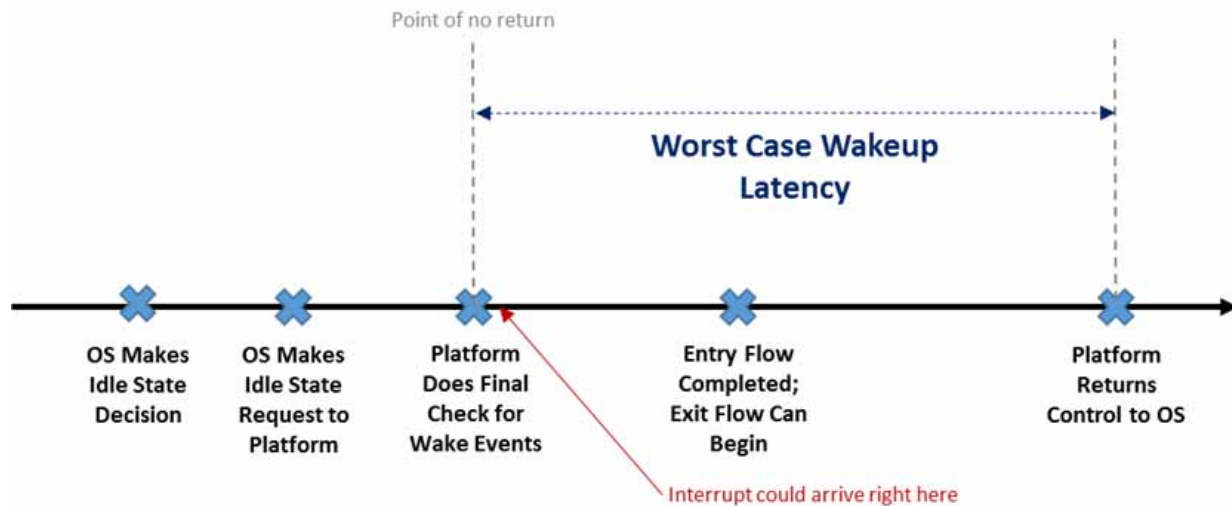 Point of no return
Worst Case Wakeup
Latency
OS Makes
Idle State
Decision
OS Makes
Idle State
Request to
Platform
Platform
Does Final
Check for
Wake Events
Entry Flow
Completed;
Exit Flow Can
Begin
Platform
Returns
Control to OS
Interrupt could arrive right here